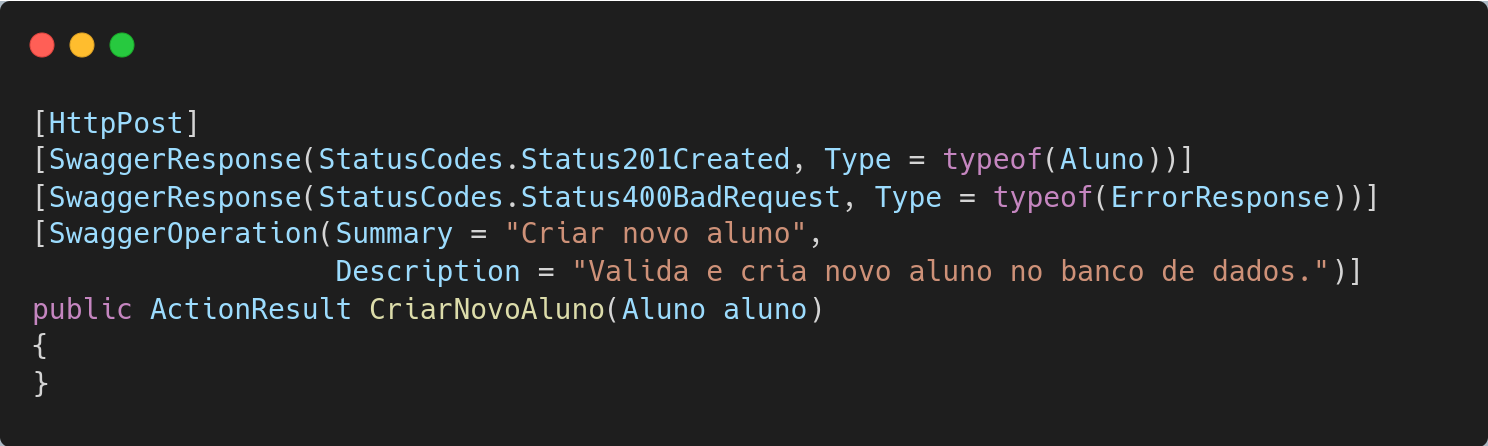 [HttpPost]
[SwaggerResponse(StatusCodes.Status201Created, Type = typeof(Aluno))]
[SwaggerResponse(StatusCodes.Status400BadRequest, Type = typeof(ErrorResponse))]
[SwaggerOperation(Summary = "Criar novo aluno",
                  Description = "Valida e cria novo aluno no banco de dados.")]
public ActionResult CriarNovoAluno(Aluno aluno)
{
}